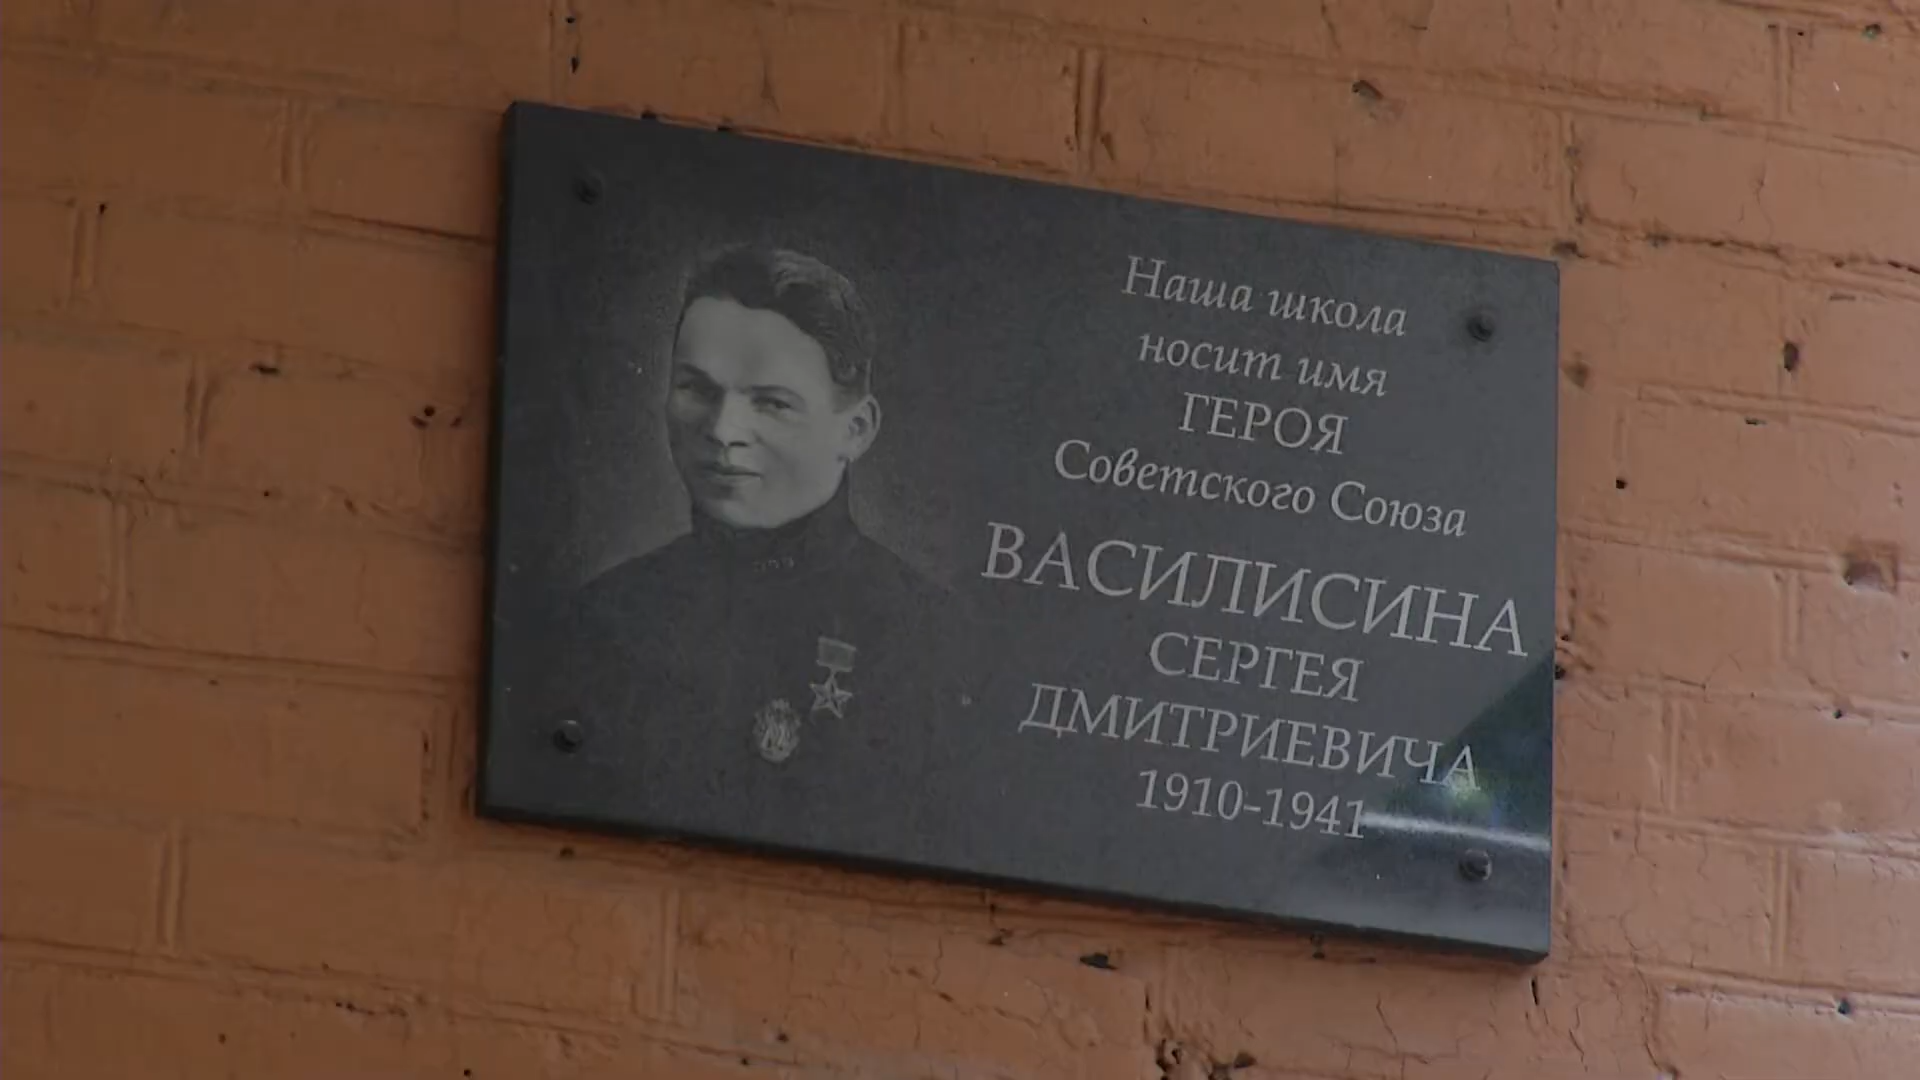 Наша школа
носит имя
ГЕРОЯ
Советского Союза
ВАСИЛИСИНА
СЕРГЕЯ
ДМИТРИЕВИЧА
1910-1941